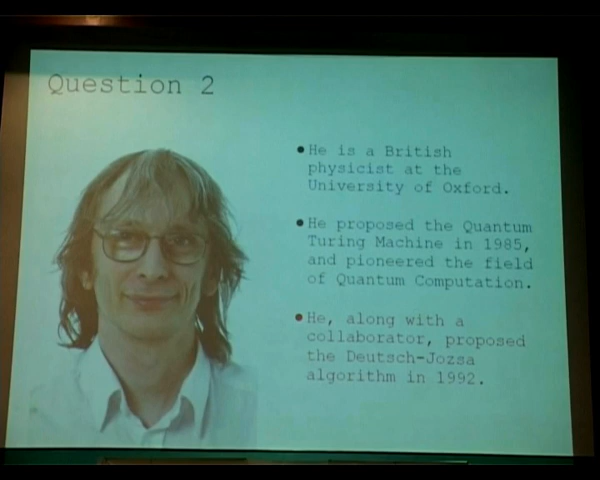 Question 2
• He is a British
physicist at the
University of Oxford.
• He proposed the Quantum
Turing Machine in 1985,
and pioneered the field
of Quantum Computation.
• He, along with a
collaborator, proposed
the Deutsch-Jozsa
algorithm in 1992.